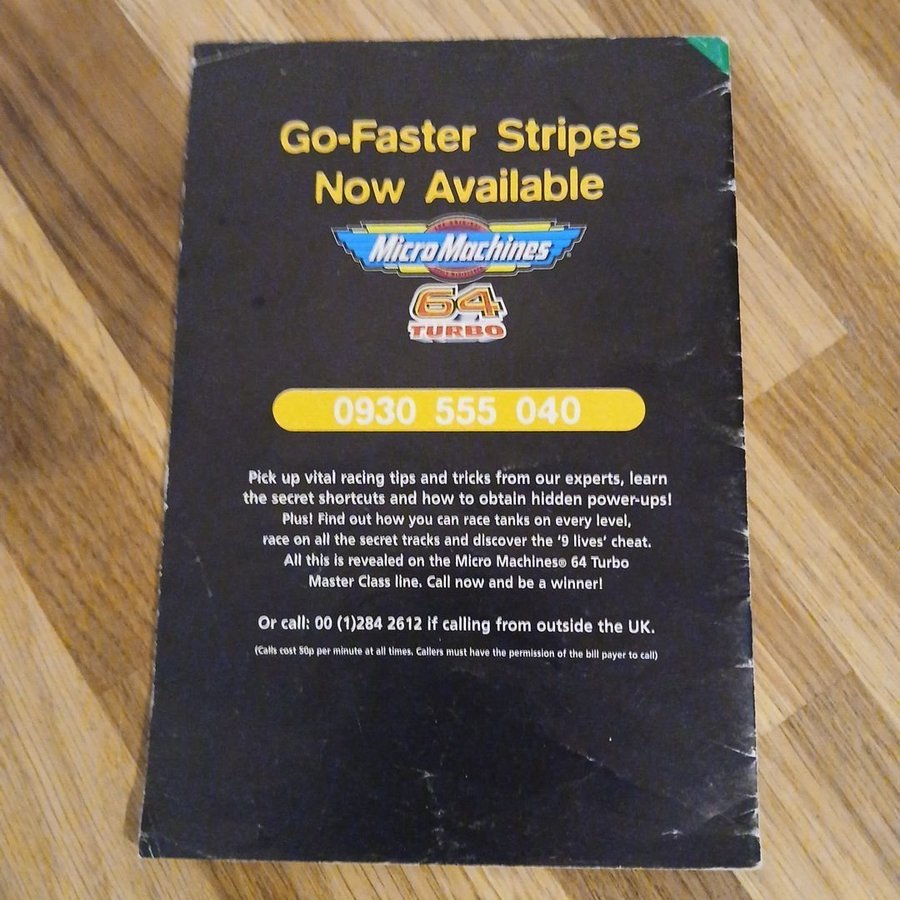 Go-Faster Stripes
Now Available
Micro Machines
64
TURBO
0930 555 040
Pick up vital racing tips and tricks from our experts, learn
the secret shortcuts and how to obtain hidden power-ups!
Plus! Find out how you can race tanks on every level,
race on all the secret tracks and discover the '9 lives' cheat.
All this is revealed on the Micro Machines® 64 Turbo
Master Class line. Call now and be a winner!
Or call: 00 (1)284 2612 if calling from outside the UK.
(Calls cost 50p per minute at all times. Callers must have the permission of the bill payer to call)